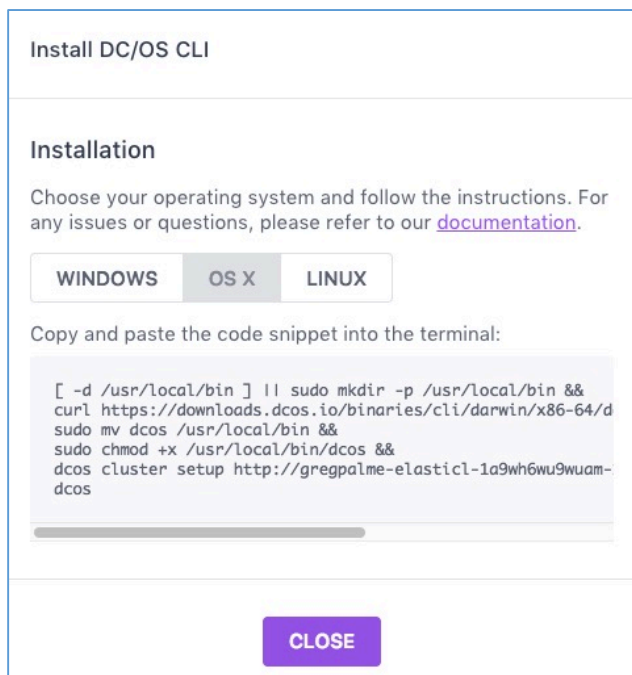 Install DC/OS CLI
Installation
Choose your operating system and follow the instructions. For
any issues or questions, please refer to our documentation.
WINDOWS OS X LINUX
Copy and paste the code snippet into the terminal:
[ -d /usr/local/bin ] || sudo mkdir -p /usr/local/bin &&
curl https://downloads.dcos.io/binaries/cli/darwin/x86-64/d
sudo mv dcos /usr/local/bin &&
sudo chmod +x /usr/local/bin/dcos &&
dcos cluster setup http://gregpalme-elasticl-1a9wh6wu9wuam-
dcos
CLOSE